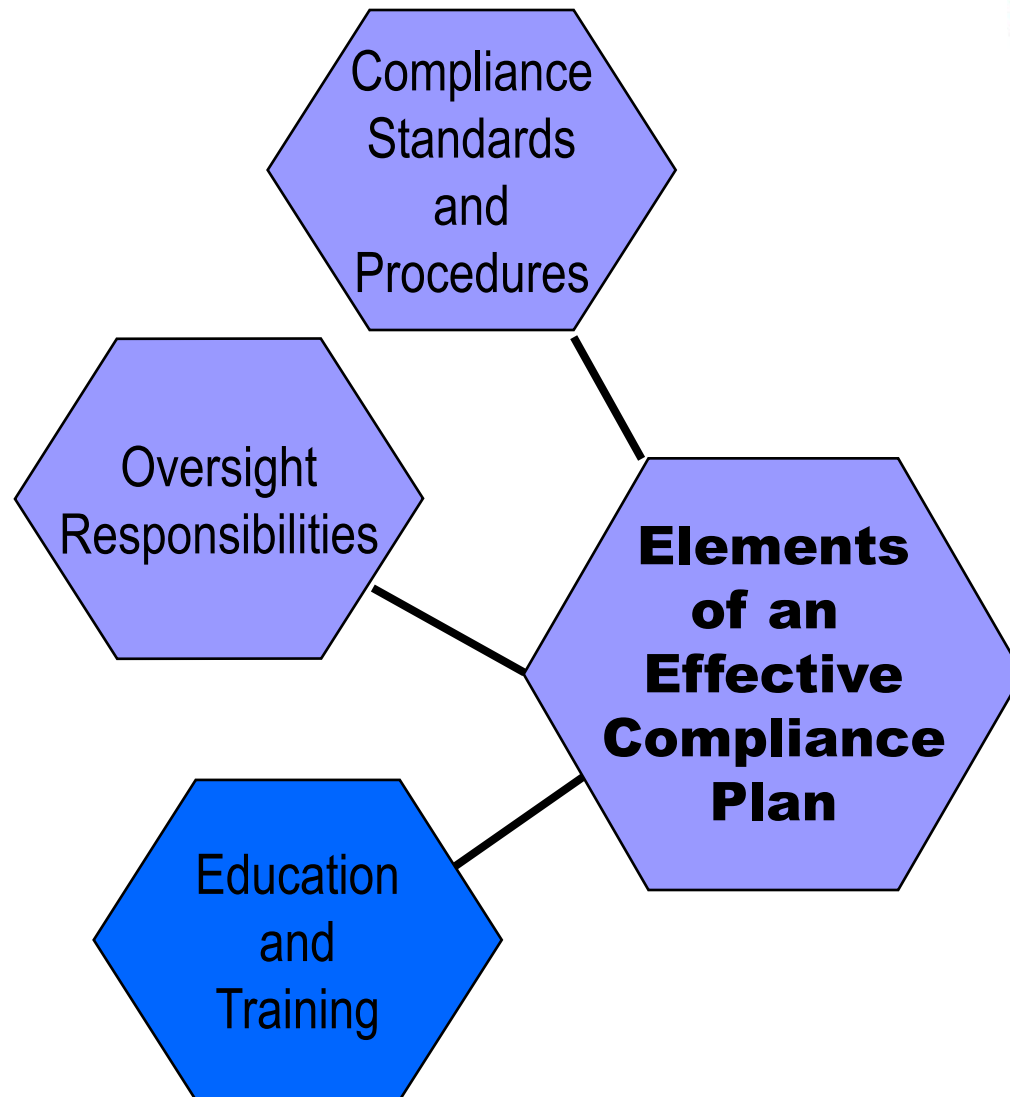 Compliance
Standards
and
Procedures
Oversight
Responsibilities
Elements
of an
Effective
Compliance
Plan
Education
and
Training